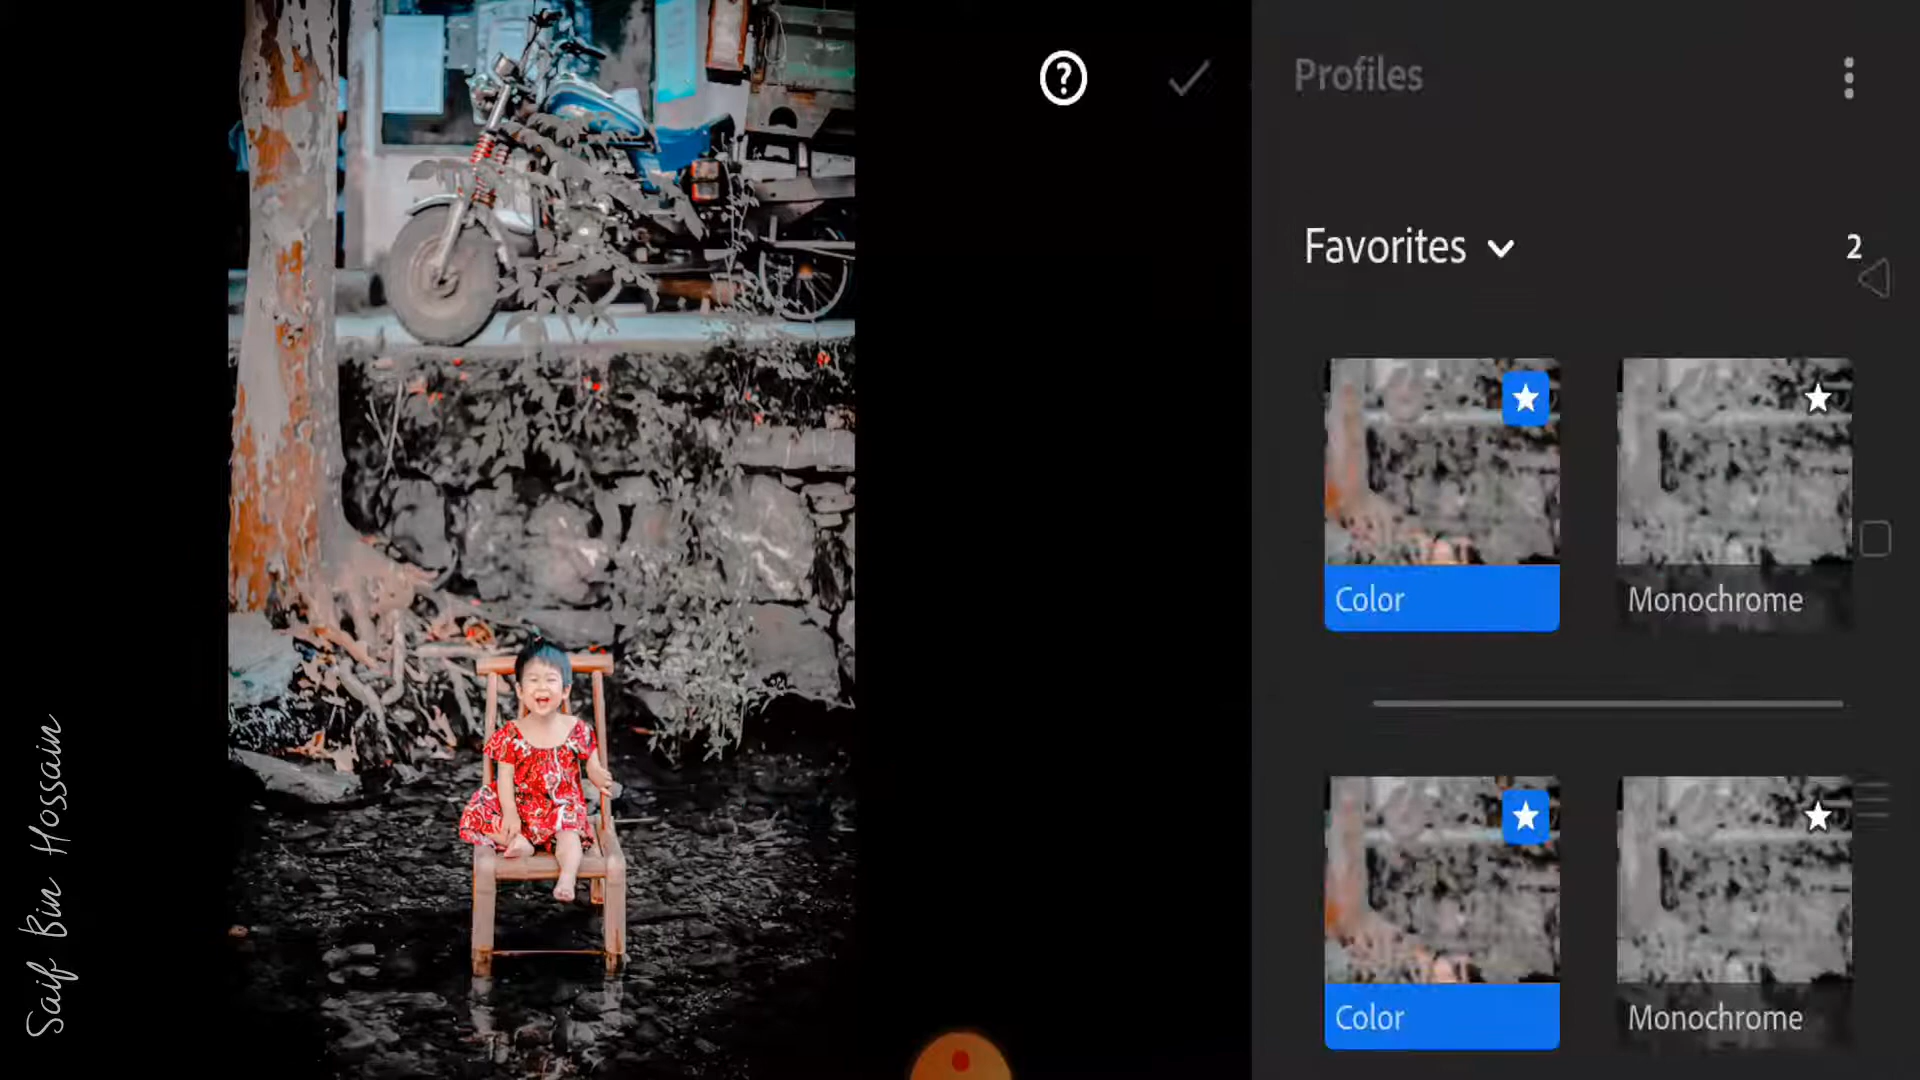 Profiles
Favorites
2
Color
Monochrome
Color
Monochrome
Saif Bin Hossain